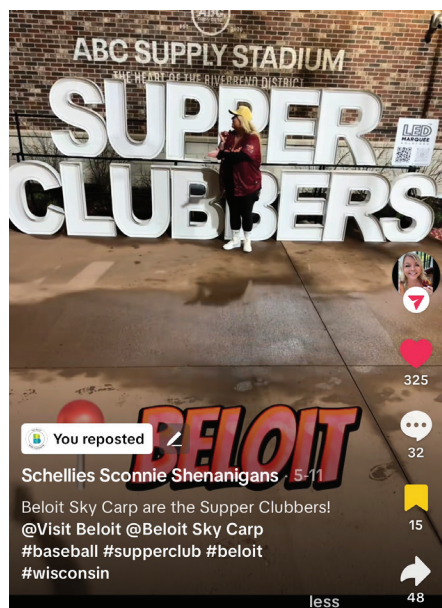 ABC
ABC SUPPLY STADIUM
THE HEART OF THE RIVERBEND DISTRICT
SUPPER
CLUBBERS
LED
MARQUEE
325
32
BELOIT
You reposted
Schellies Sconnie Shenanigans 5-11
15
Beloit Sky Carp are the Supper Clubbers!
@Visit Beloit @Beloit Sky Carp
#baseball #supperclub #beloit
#wisconsin
48
less